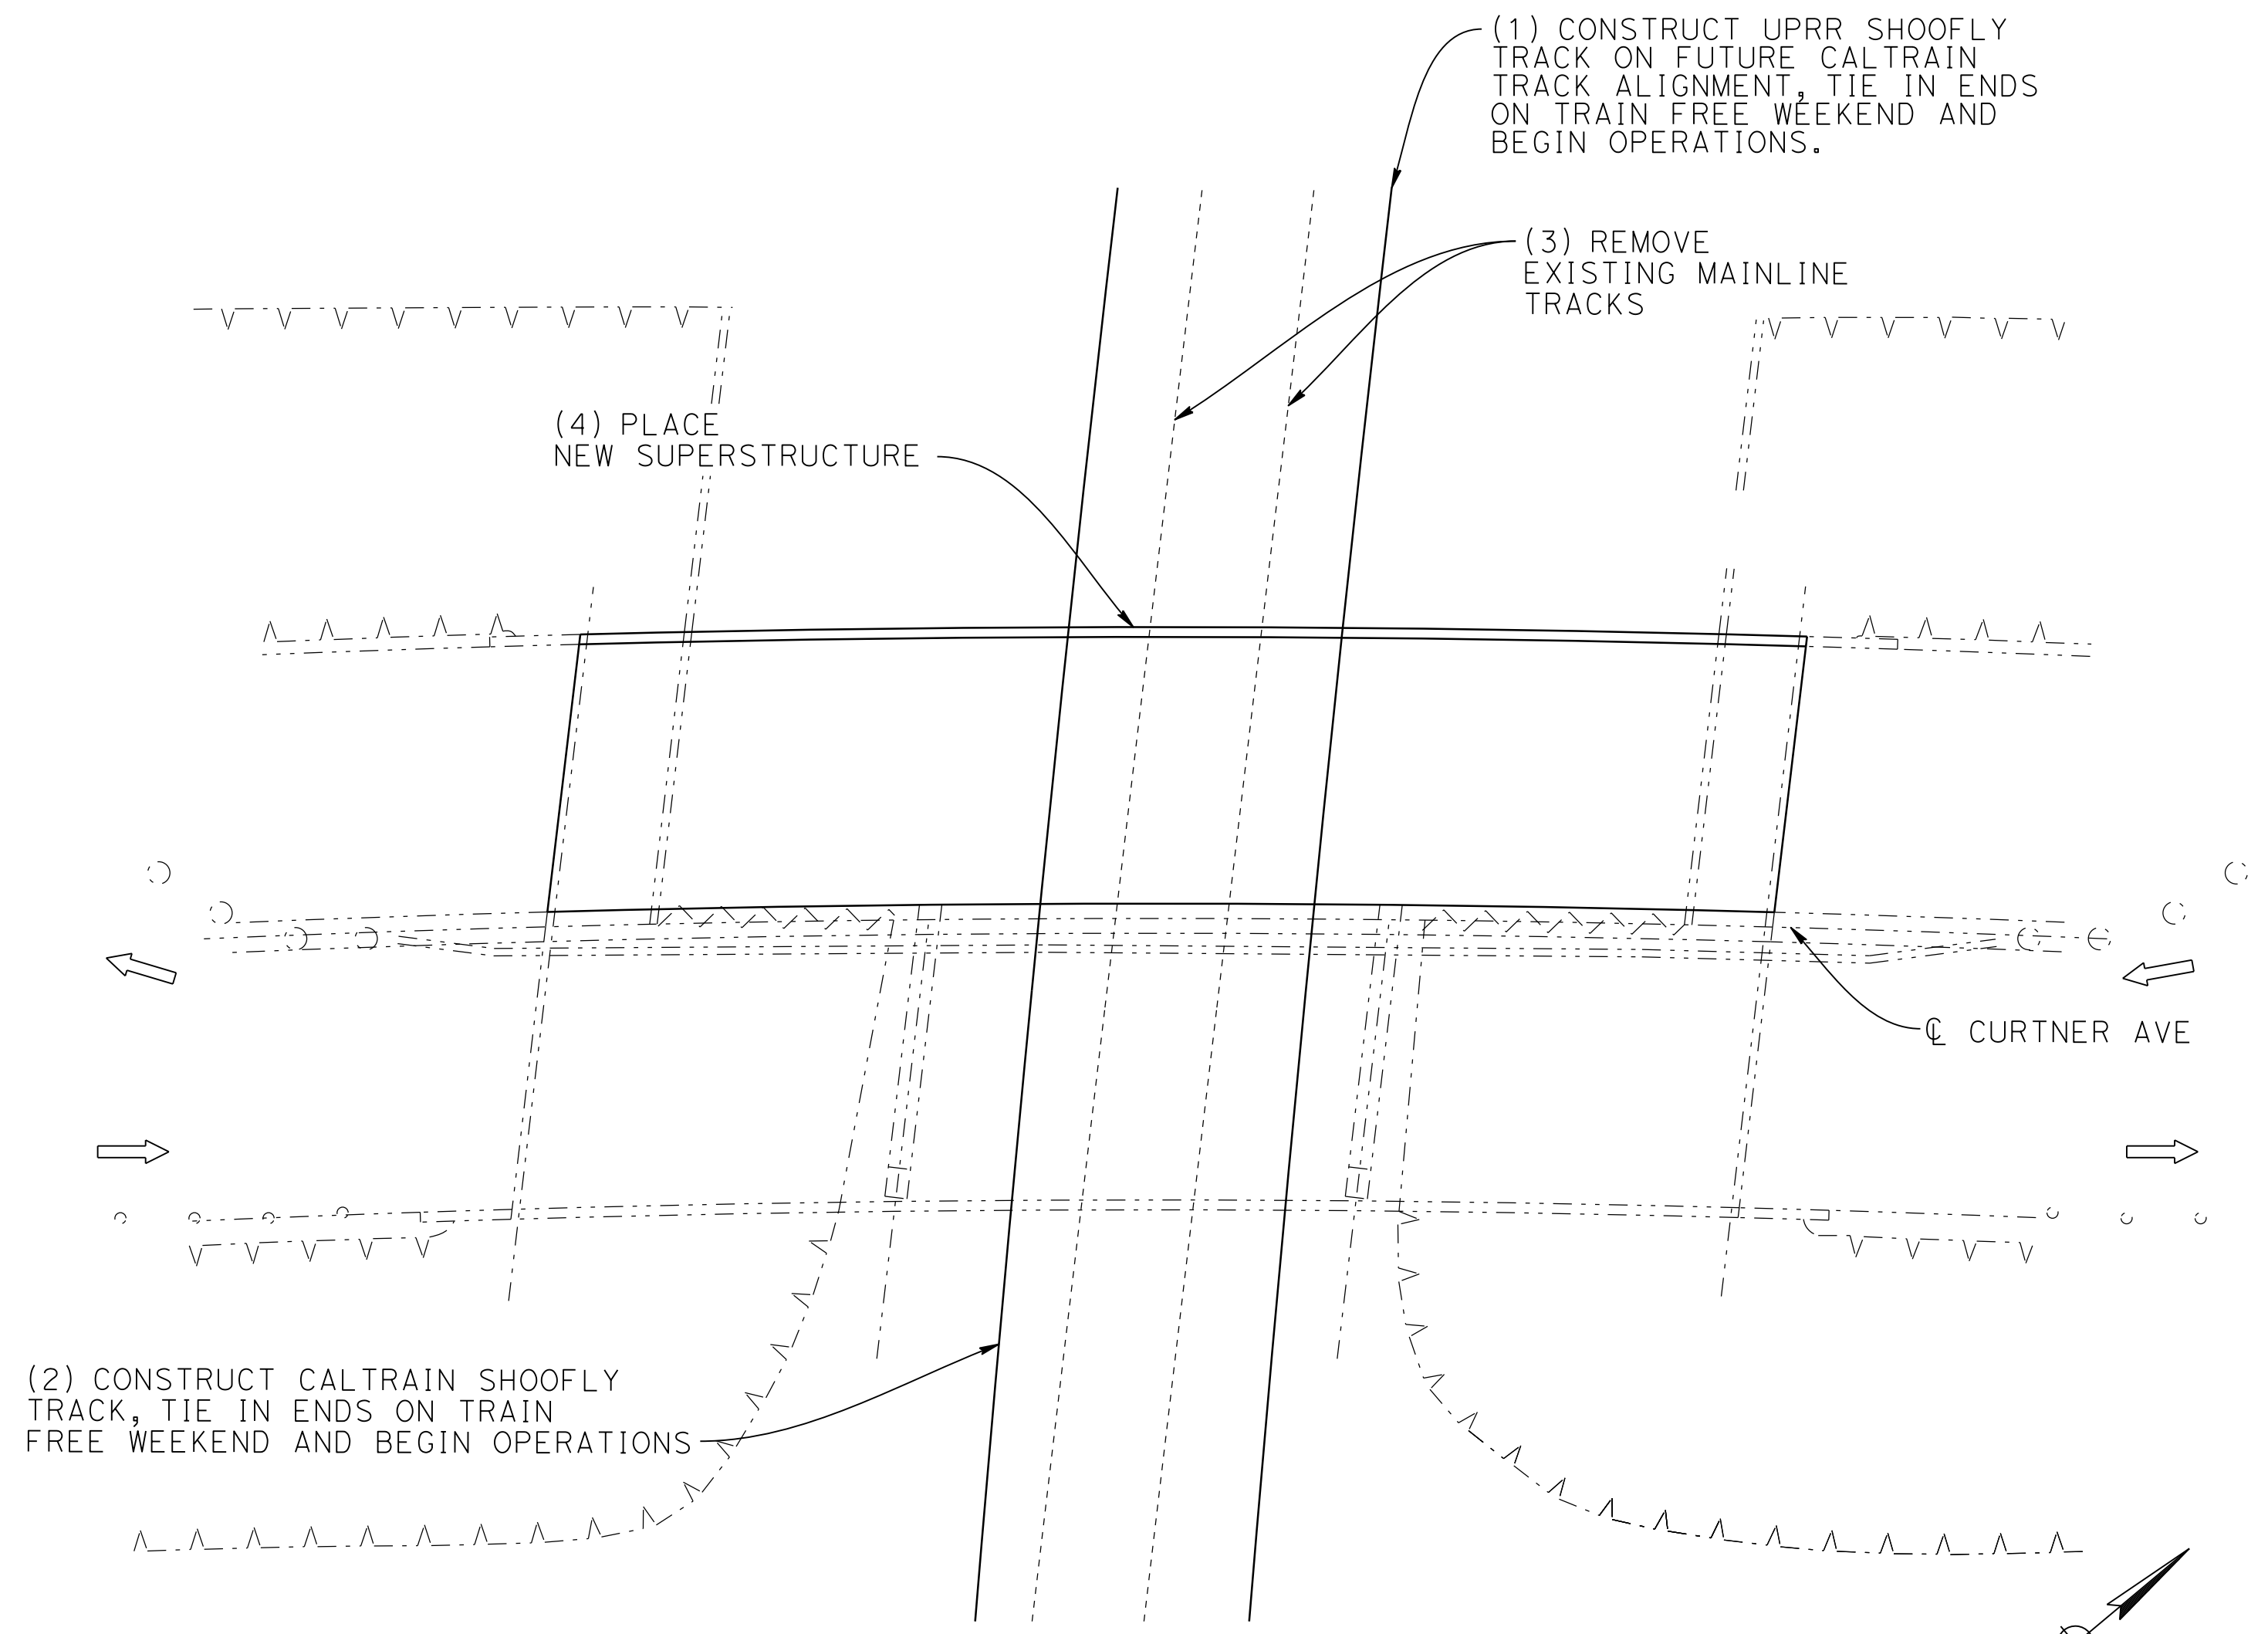 (1) CONSTRUCT UPRR SHOOFLY
TRACK ON FUTURE CALTRAIN
TRACK ALIGNMENT, TIE IN ENDS
ON TRAIN FREE WEEKEND AND
BEGIN OPERATIONS.
(3) REMOVE
EXISTING MAINLINE
TRACKS
(4) PLACE
NEW SUPERSTRUCTURE
℄ CURTNER AVE
(2) CONSTRUCT CALTRAIN SHOOFLY
TRACK, TIE IN ENDS ON TRAIN
FREE WEEKEND AND BEGIN OPERATIONS